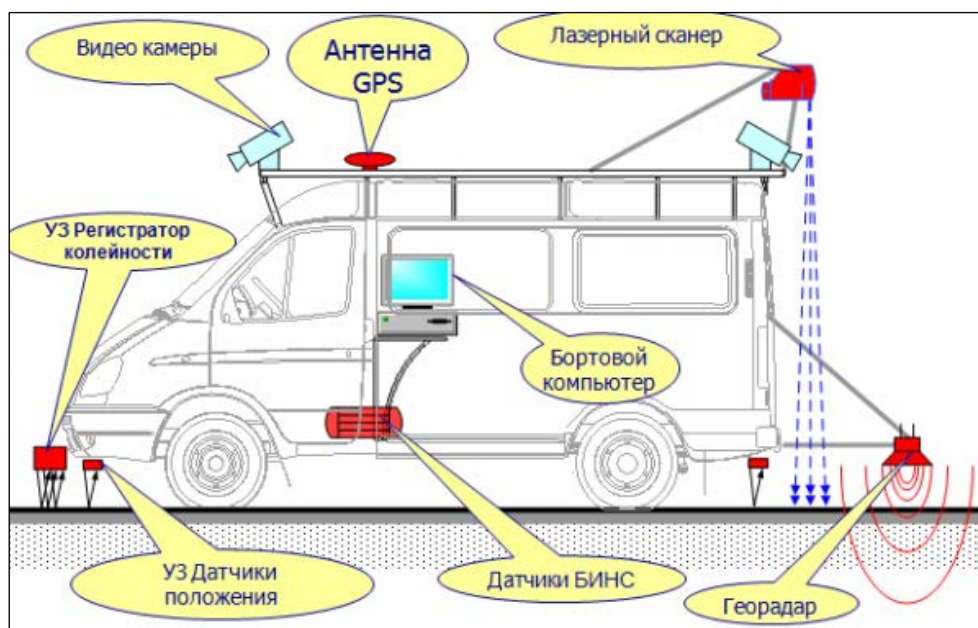 Видео камеры
Антенна
GPS
Лазерный сканер
УЗ Регистратор
колейности
Бортовой
компьютер
УЗ Датчики
положения
Датчики БИНС
Георадар